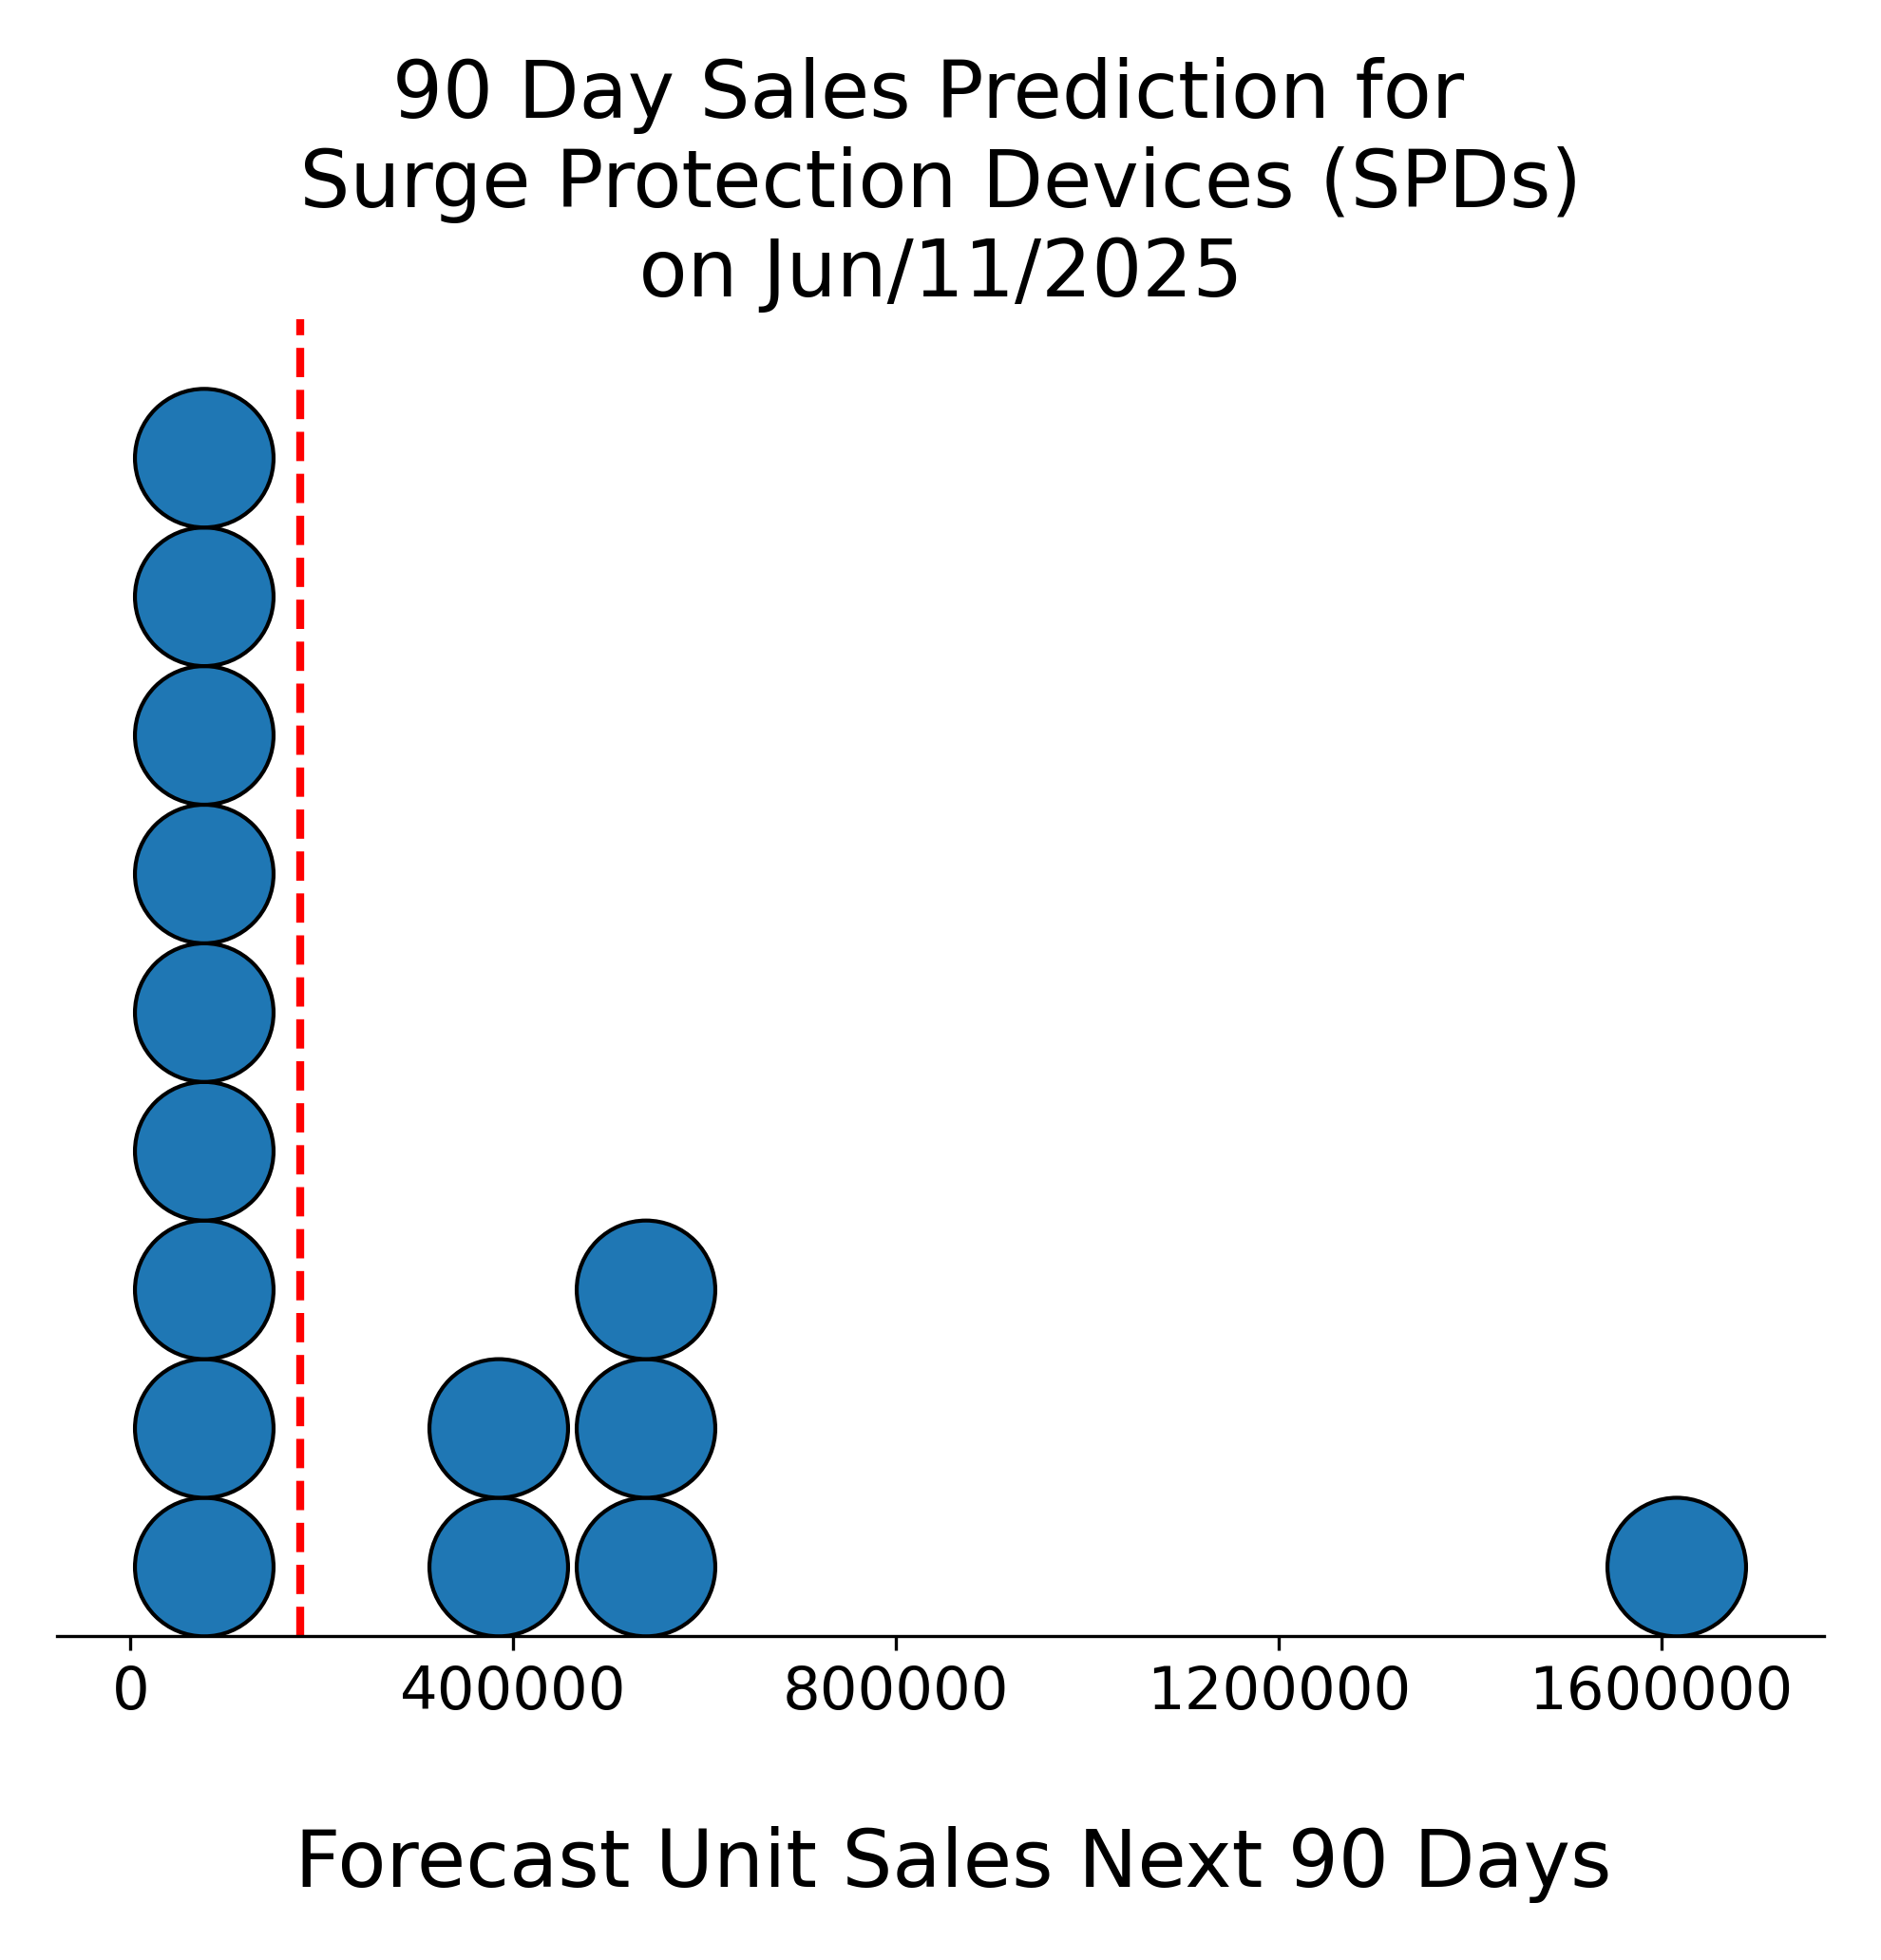 90 Day Sales Prediction for
Surge Protection Devices (SPDs)
on Jun/11/2025
0 400000 800000 1200000 1600000
Forecast Unit Sales Next 90 Days